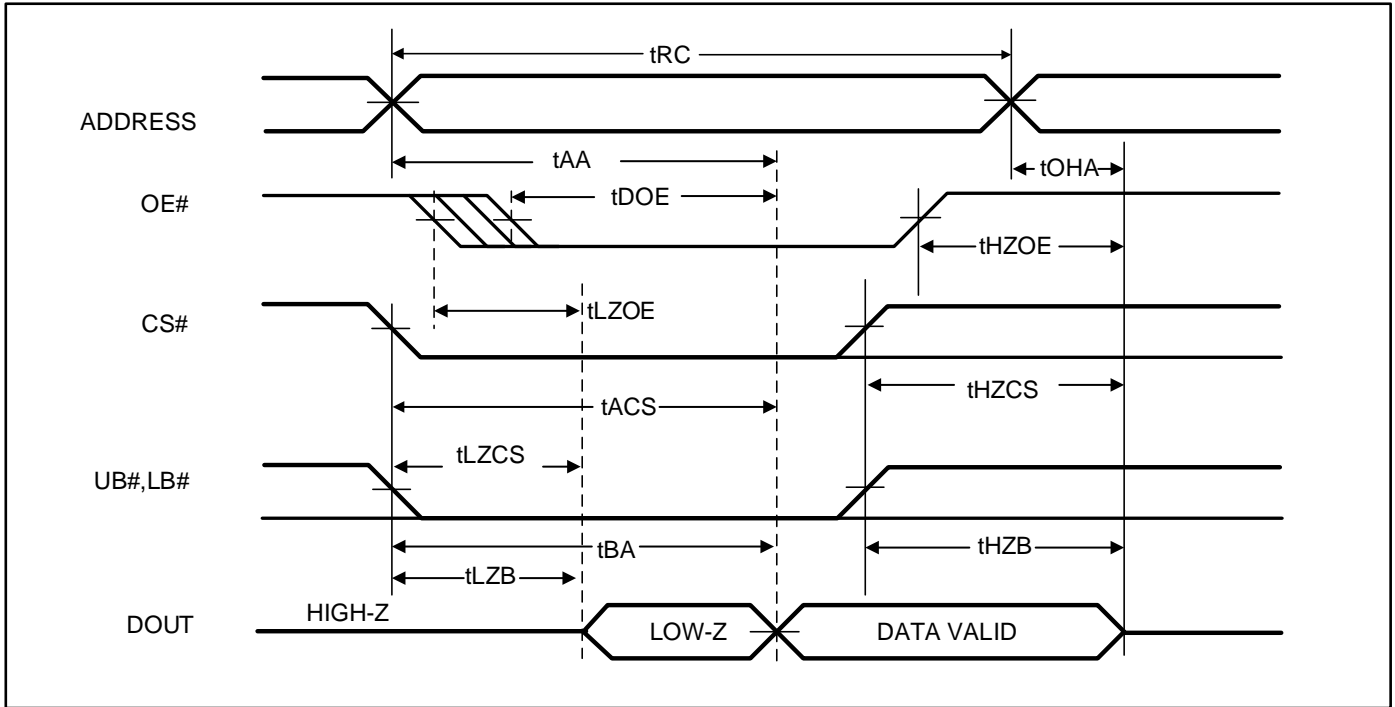 tRC
ADDRESS
tAA
tOHA
OE#
tDOE
tHZOE
tLZOE
CS#
tHZCS
tACS
tLZCS
UB#,LB#
tBA
tHZB
tLZB
HIGH-Z
DOUT
LOW-Z
DATA VALID